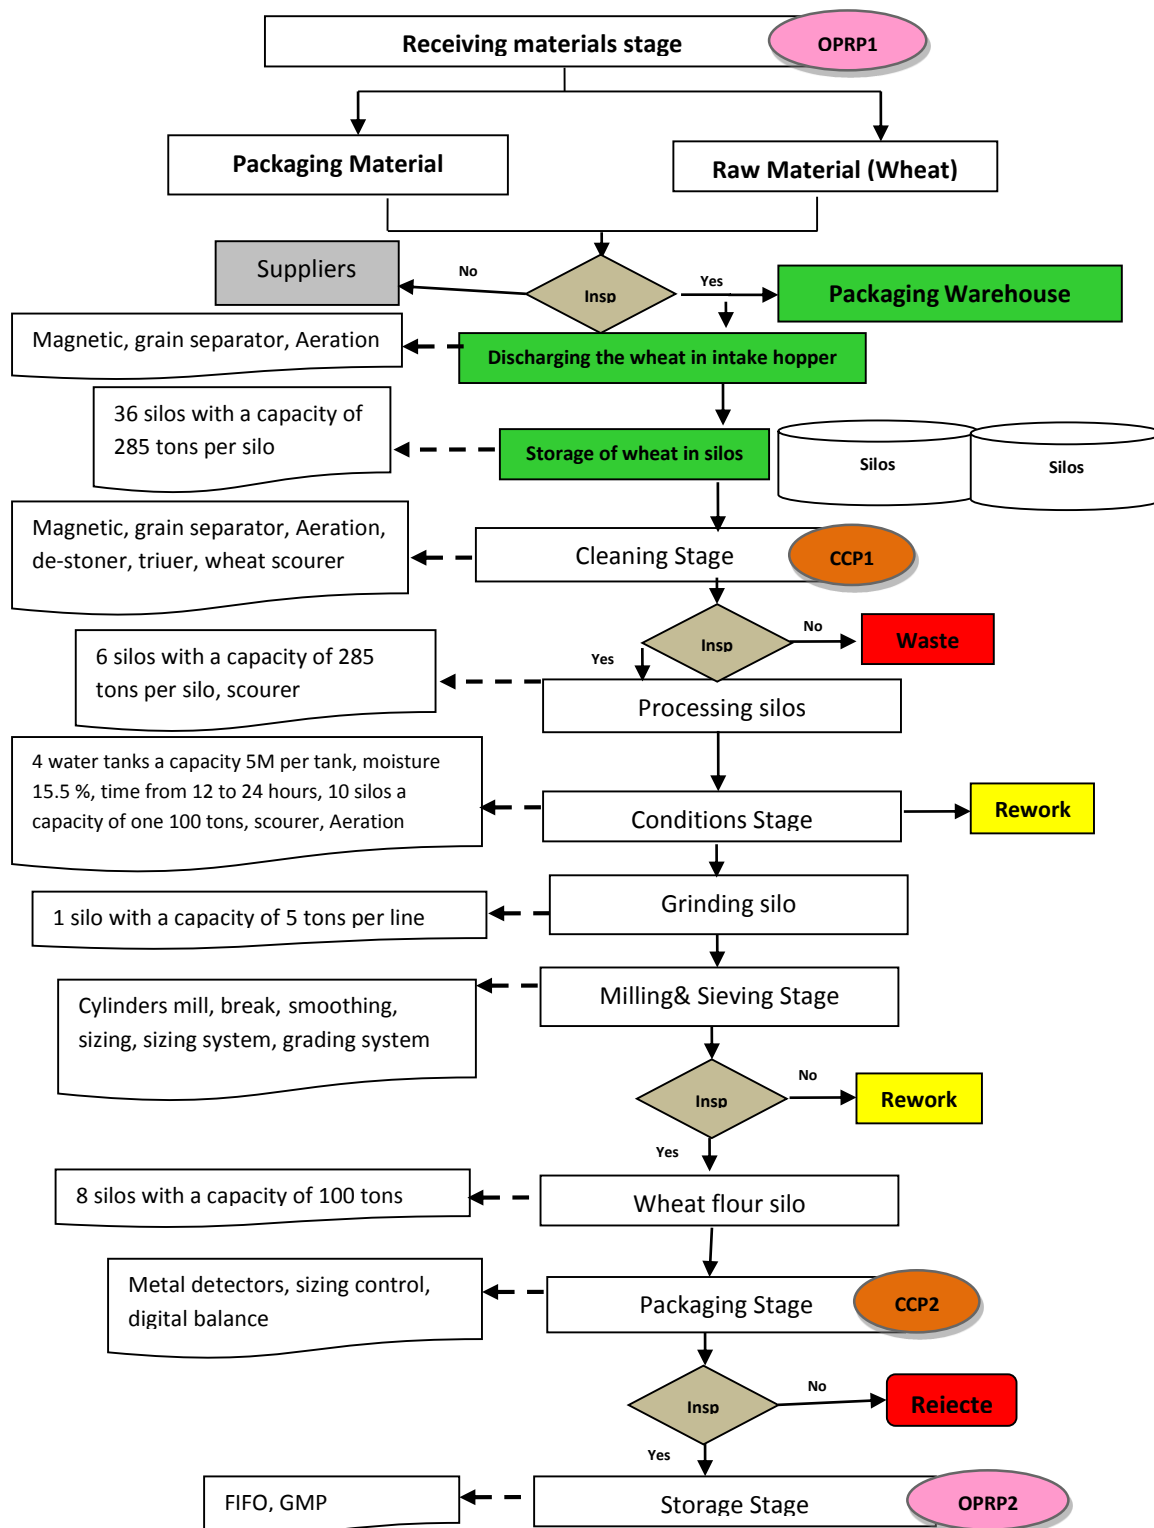 Receiving materials stage
OPRP1
Packaging Material
Raw Material (Wheat)
Suppliers
No
Insp
Yes
Packaging Warehouse
Magnetic, grain separator, Aeration
Discharging the wheat in intake hopper
36 silos with a capacity of
285 tons per silo
Storage of wheat in silos
Silos
Silos
Magnetic, grain separator, Aeration,
de-stoner, triuer, wheat scourer
Cleaning Stage
CCP1
Insp
No
Waste
Yes
6 silos with a capacity of 285
tons per silo, scourer
Processing silos
4 water tanks a capacity 5M per tank, moisture
15.5 %, time from 12 to 24 hours, 10 silos a
capacity of one 100 tons, scourer, Aeration
Conditions Stage
Rework
1 silo with a capacity of 5 tons per line
Grinding silo
Cylinders mill, break, smoothing,
sizing, sizing system, grading system
Milling& Sieving Stage
Insp
No
Rework
Yes
8 silos with a capacity of 100 tons
Wheat flour silo
Metal detectors, sizing control,
digital balance
Packaging Stage
CCP2
Insp
No
Rejecte
Yes
FIFO, GMP
Storage Stage
OPRP2